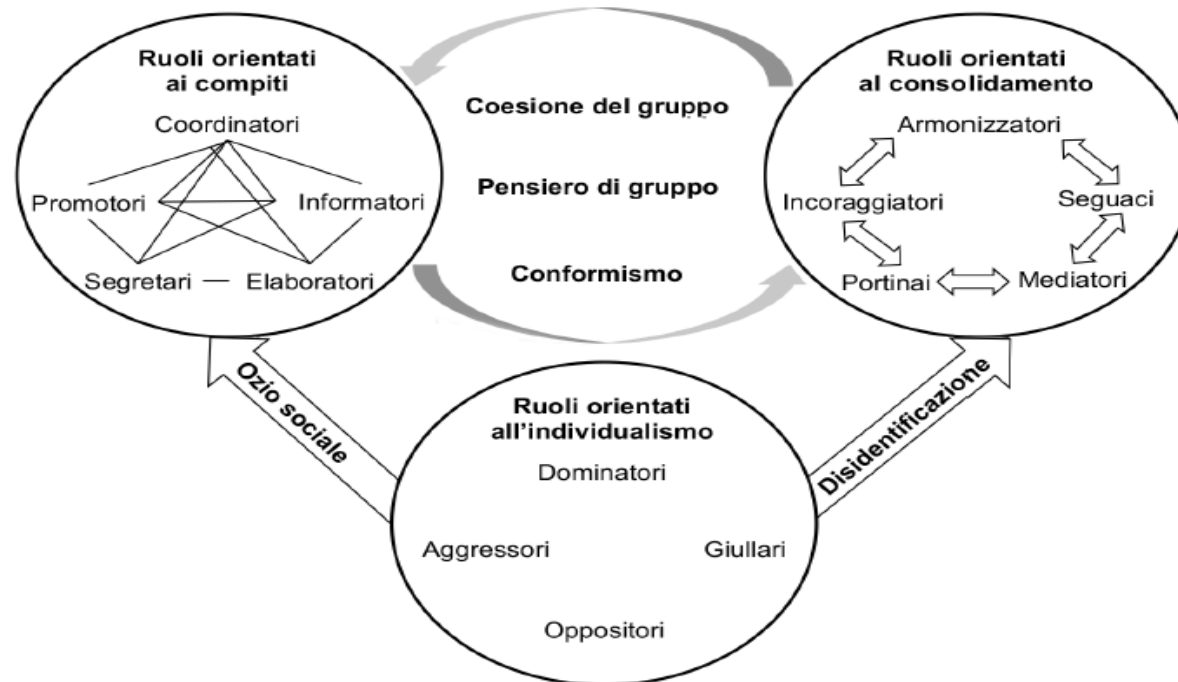 Ruoli orientati
ai compiti
Coordinatori
Promotori
Informatori
Segretari
Elaboratori
Coesione del gruppo
Pensiero di gruppo
Conformismo
Ruoli orientati
al consolidamento
Armonizzatori
Incoraggiatori
Seguaci
Portinai
Mediatori
Ozio sociale
Disidentificazione
Ruoli orientati
all'individualismo
Dominatori
Aggressori
Giullari
Oppositori